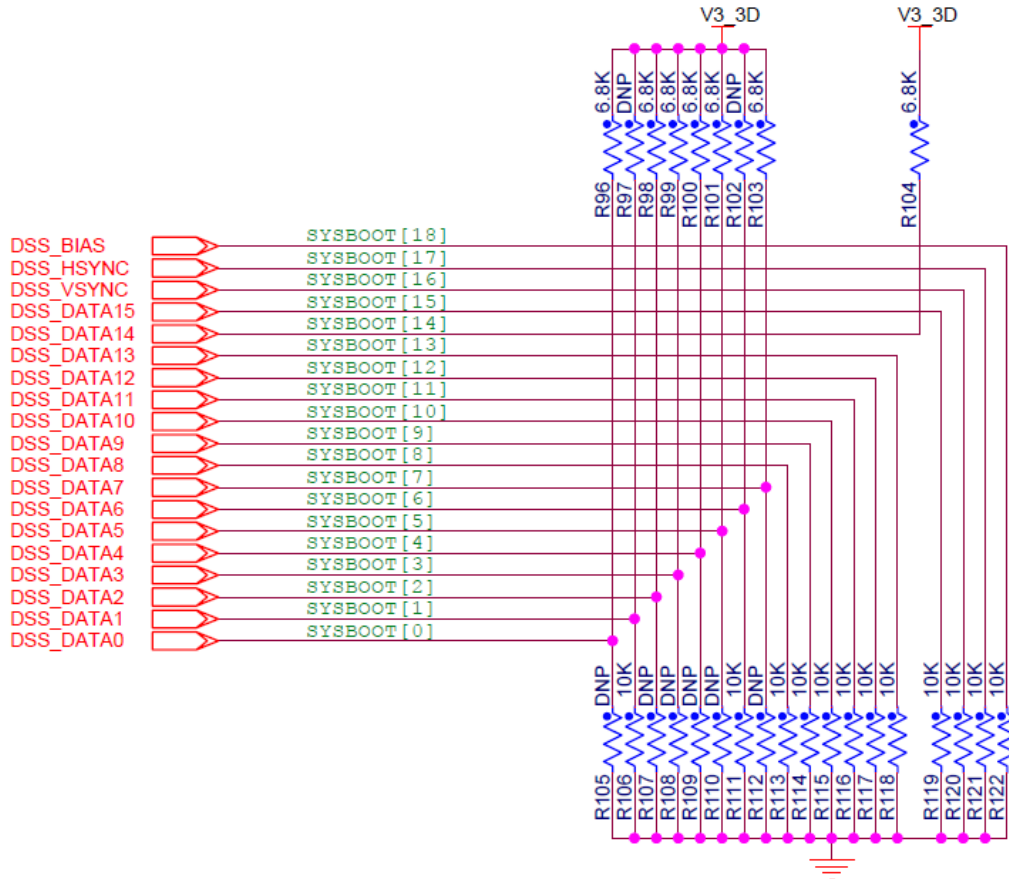 V3_3D V3_3D
6.8K DNP 6.8K 6.8K 6.8K 6.8K DNP 6.8K 6.8K
R96 R97 R98 R99 R100 R101 R102 R103 R104
DSS_BIAS SYSBOOT[18]
DSS_HSYNC SYSBOOT[17]
DSS_VSYNC SYSBOOT[16]
DSS_DATA15 SYSBOOT[15]
DSS_DATA14 SYSBOOT[14]
DSS_DATA13 SYSBOOT[13]
DSS_DATA12 SYSBOOT[12]
DSS_DATA11 SYSBOOT[11]
DSS_DATA10 SYSBOOT[10]
DSS_DATA9 SYSBOOT[9]
DSS_DATA8 SYSBOOT[8]
DSS_DATA7 SYSBOOT[7]
DSS_DATA6 SYSBOOT[6]
DSS_DATA5 SYSBOOT[5]
DSS_DATA4 SYSBOOT[4]
DSS_DATA3 SYSBOOT[3]
DSS_DATA2 SYSBOOT[2]
DSS_DATA1 SYSBOOT[1]
DSS_DATA0 SYSBOOT[0]
DNP 10K DNP DNP DNP DNP 10K DNP 10K 10K 10K 10K 10K 10K 10K 10K 10K 10K
R105 R106 R107 R108 R109 R110 R111 R112 R113 R114 R115 R116 R117 R118 R119 R120 R121 R122